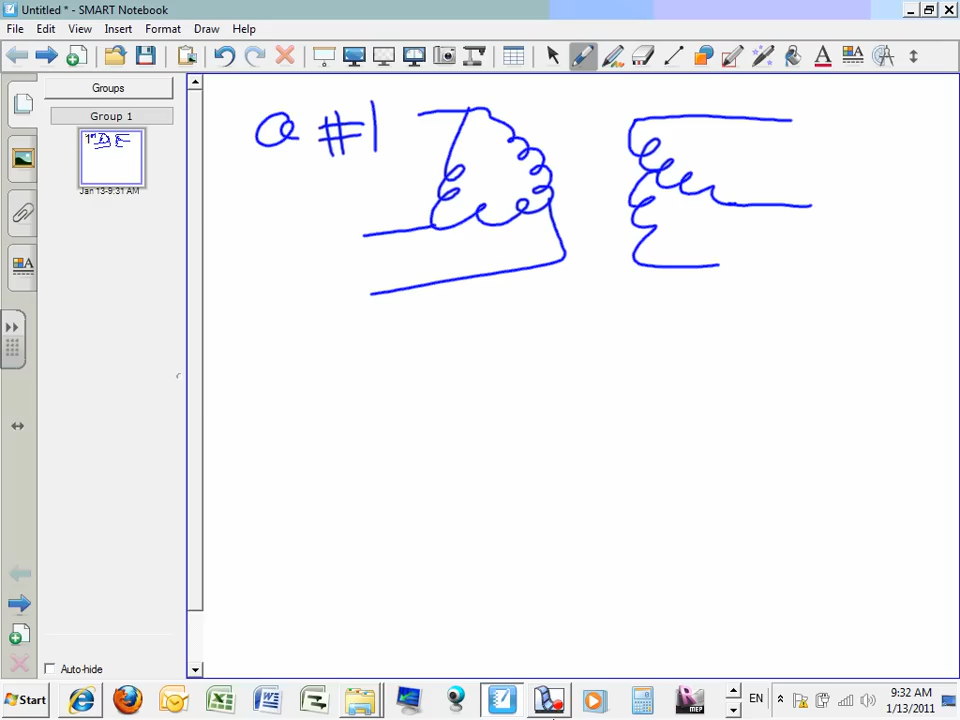 Untitled * - SMART Notebook
File Edit View Insert Format Draw Help
Groups
Group 1
Jan 13-9:31 AM
Q #1
Auto-hide
Start
EN
9:32 AM
1/13/2011